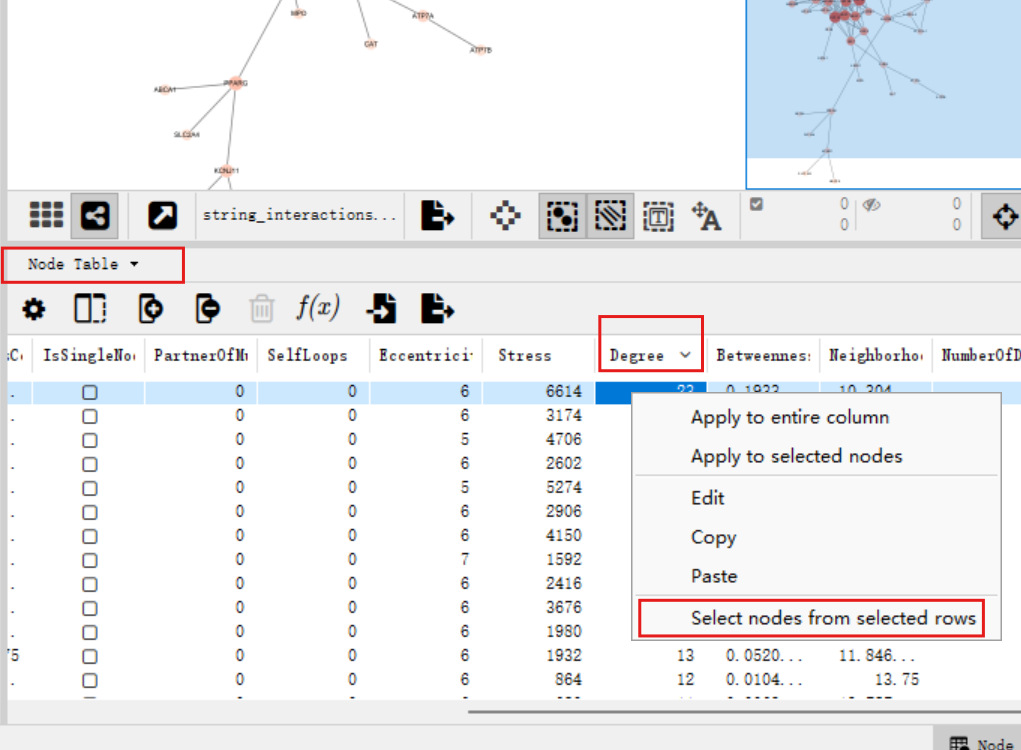 MPO
ATP7A
CAT
ATP7B
PPARG
ABCA1
SLC2A4
KCNJ11
string_interactions...
0
0
0
0
Node Table
f(x)
IsSingleNo
PartnerOfMu
SelfLoops
Eccentrici
Stress
Degree
Betweennes
Neighborho
NumberOfD
. 0 0 6 6614 23 0.1933 10.304
. 0 0 6 3174
. 0 0 5 4706
. 0 0 6 2602
. 0 0 5 5274
. 0 0 6 2906
. 0 0 6 4150
. 0 0 7 1592
. 0 0 6 2416
. 0 0 6 3676
. 0 0 6 1980
75 0 0 6 1932 13 0.0520... 11.846...
. 0 0 6 864 12 0.0104... 13.75
Apply to entire column
Apply to selected nodes
Edit
Copy
Paste
Select nodes from selected rows
Node